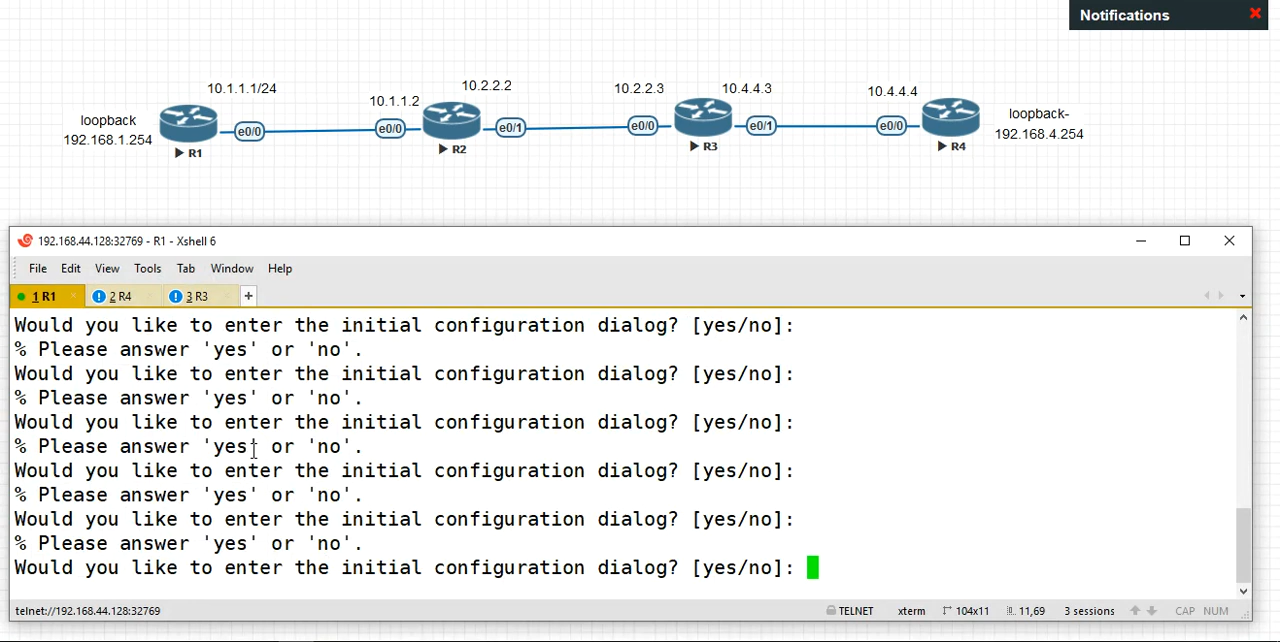 Notifications
10.1.1.1/24
10.2.2.2
10.2.2.3
10.4.4.3
10.4.4.4
10.1.1.2
loopback
192.168.1.254
loopback-
192.168.4.254
e0/0
e0/0
e0/1
e0/0
e0/1
e0/0
R1
R2
R3
R4
192.168.44.128:32769 - R1 - Xshell 6
File Edit View Tools Tab Window Help
1 R1 2 R4 3 R3 +
Would you like to enter the initial configuration dialog? [yes/no]:
% Please answer 'yes' or 'no'.
Would you like to enter the initial configuration dialog? [yes/no]:
% Please answer 'yes' or 'no'.
Would you like to enter the initial configuration dialog? [yes/no]:
% Please answer 'yes' or 'no'.
Would you like to enter the initial configuration dialog? [yes/no]:
% Please answer 'yes' or 'no'.
Would you like to enter the initial configuration dialog? [yes/no]:
% Please answer 'yes' or 'no'.
Would you like to enter the initial configuration dialog? [yes/no]:
telnet://192.168.44.128:32769 TELNET xterm 104x11 11,69 3 sessions CAP NUM